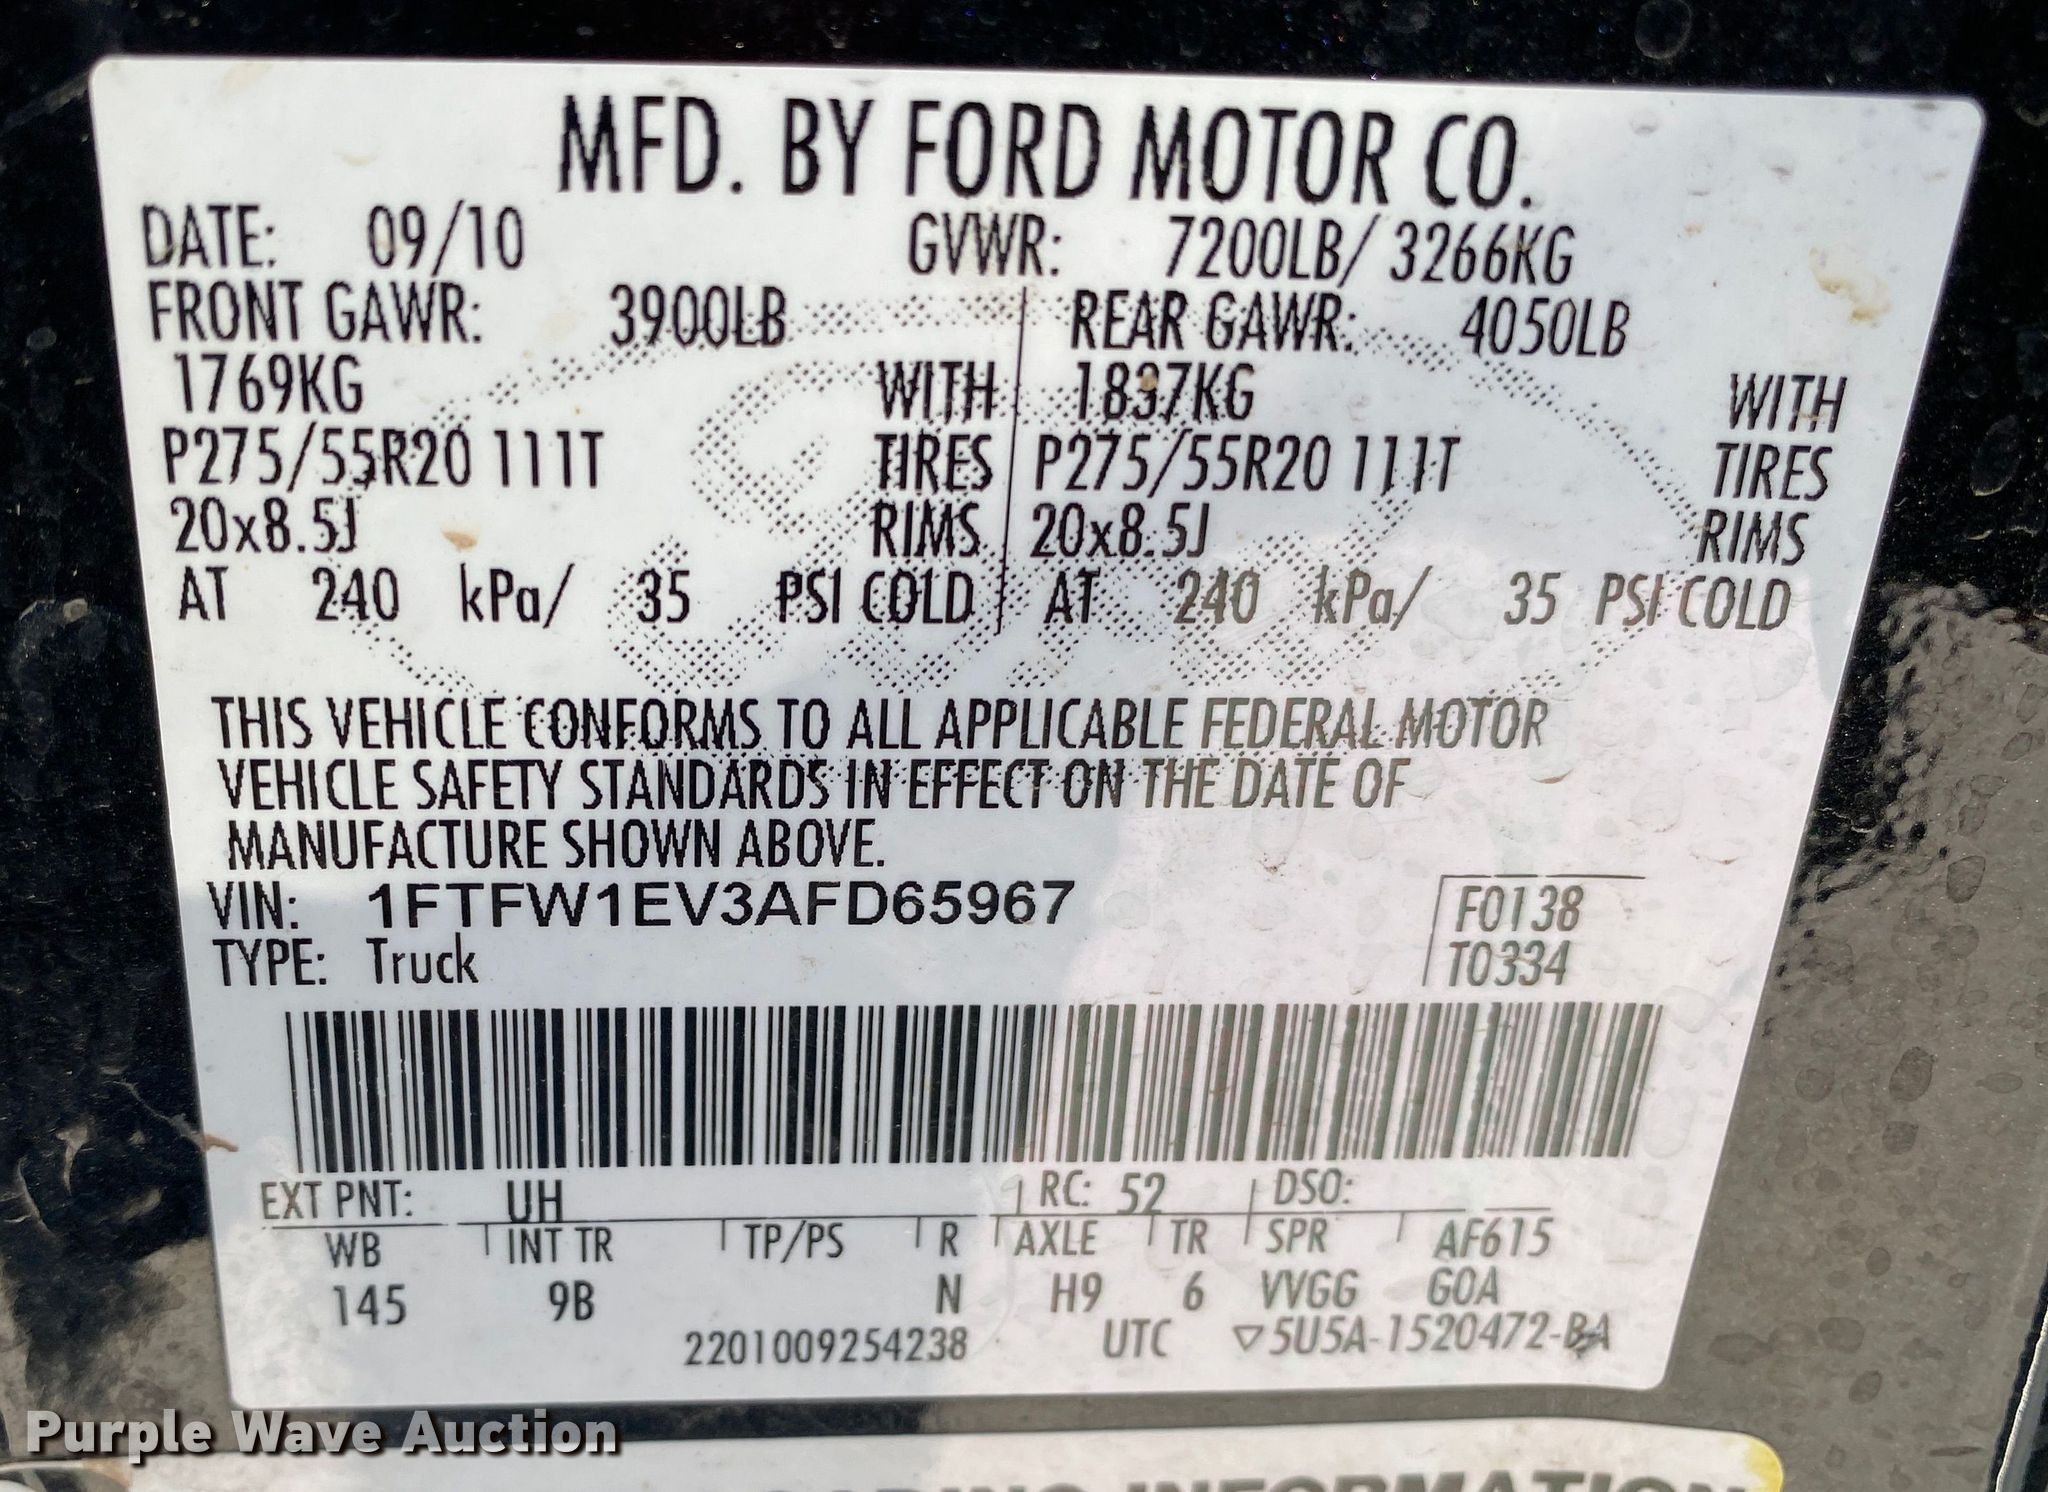 MFD. BY FORD MOTOR CO.
DATE: 09/10 GVWR: 7200LB/ 3266KG
FRONT GAWR: 3900LB REAR GAWR: 4050LB
1769KG WITH 1837KG WITH
P275/55R20 111T TIRES P275/55R20 111T TIRES
20x8.5J RIMS 20x8.5J RIMS
AT 240 kPa/ 35 PSI COLD AT 240 kPa/ 35 PSI COLD
THIS VEHICLE CONFORMS TO ALL APPLICABLE FEDERAL MOTOR
VEHICLE SAFETY STANDARDS IN EFFECT ON THE DATE OF
MANUFACTURE SHOWN ABOVE.
VIN: 1FTFW1EV3AFD65967 F0138
TYPE: Truck T0334
EXT PNT: UH RC: 52 DSO:
WB INT TR TP/PS R AXLE TR SPR AF615
145 9B N H9 6 VVGG GOA
2201009254238 UTC ▽5U5A-1520472-BA
Purple Wave Auction
INFORMATION